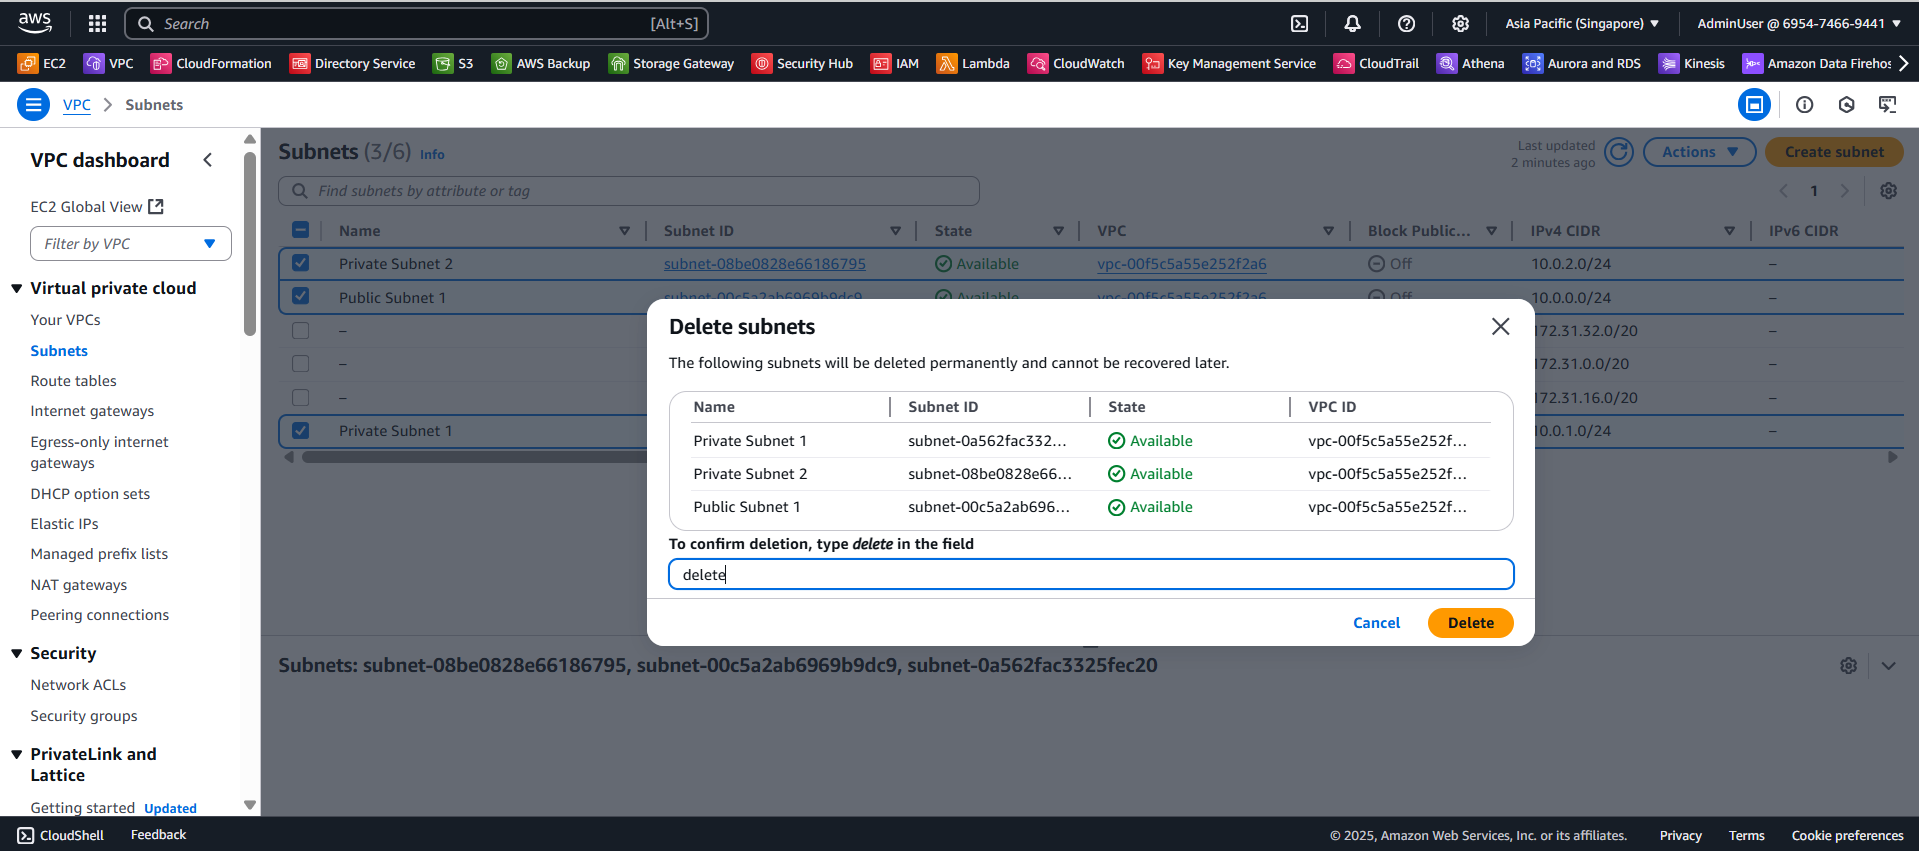 aws
Search [Alt+S]
Asia Pacific (Singapore) AdminUser @ 6954-7466-9441
EC2 VPC CloudFormation Directory Service S3 AWS Backup Storage Gateway Security Hub IAM Lambda CloudWatch Key Management Service CloudTrail Athena Aurora and RDS Kinesis Amazon Data Firehos
VPC Subnets
VPC dashboard
EC2 Global View
Filter by VPC
Virtual private cloud
Your VPCs
Subnets
Route tables
Internet gateways
Egress-only internet
gateways
DHCP option sets
Elastic IPs
Managed prefix lists
NAT gateways
Peering connections
Security
Network ACLs
Security groups
PrivateLink and
Lattice
Getting started Updated
Subnets (3/6) Info
Last updated
2 minutes ago
Actions
Create subnet
Find subnets by attribute or tag
1
Name Subnet ID State VPC Block Public... IPv4 CIDR IPv6 CIDR
Private Subnet 2 subnet-08be0828e66186795 Available vpc-00f5c5a55e252f2a6 Off 10.0.2.0/24 –
Public Subnet 1 subnet-00c5a2ab6969b9dc9 Available vpc-00f5c5a55e252f2a6 Off 10.0.0.0/24 –
– 172.31.32.0/20 –
– 172.31.0.0/20 –
– 172.31.16.0/20 –
Private Subnet 1 10.0.1.0/24 –
Delete subnets
The following subnets will be deleted permanently and cannot be recovered later.
Name Subnet ID State VPC ID
Private Subnet 1 subnet-0a562fac332... Available vpc-00f5c5a55e252f...
Private Subnet 2 subnet-08be0828e66... Available vpc-00f5c5a55e252f...
Public Subnet 1 subnet-00c5a2ab696... Available vpc-00f5c5a55e252f...
To confirm deletion, type delete in the field
delete
Cancel Delete
Subnets: subnet-08be0828e66186795, subnet-00c5a2ab6969b9dc9, subnet-0a562fac3325fec20
CloudShell Feedback © 2025, Amazon Web Services, Inc. or its affiliates. Privacy Terms Cookie preferences